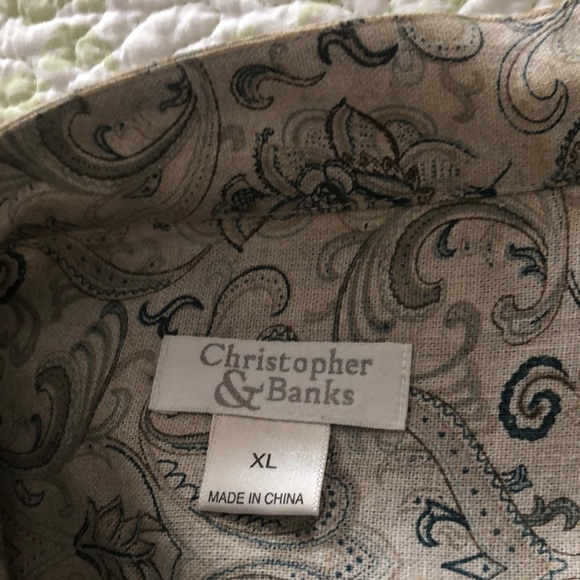 Christopher
& Banks
XL
MADE IN CHINA